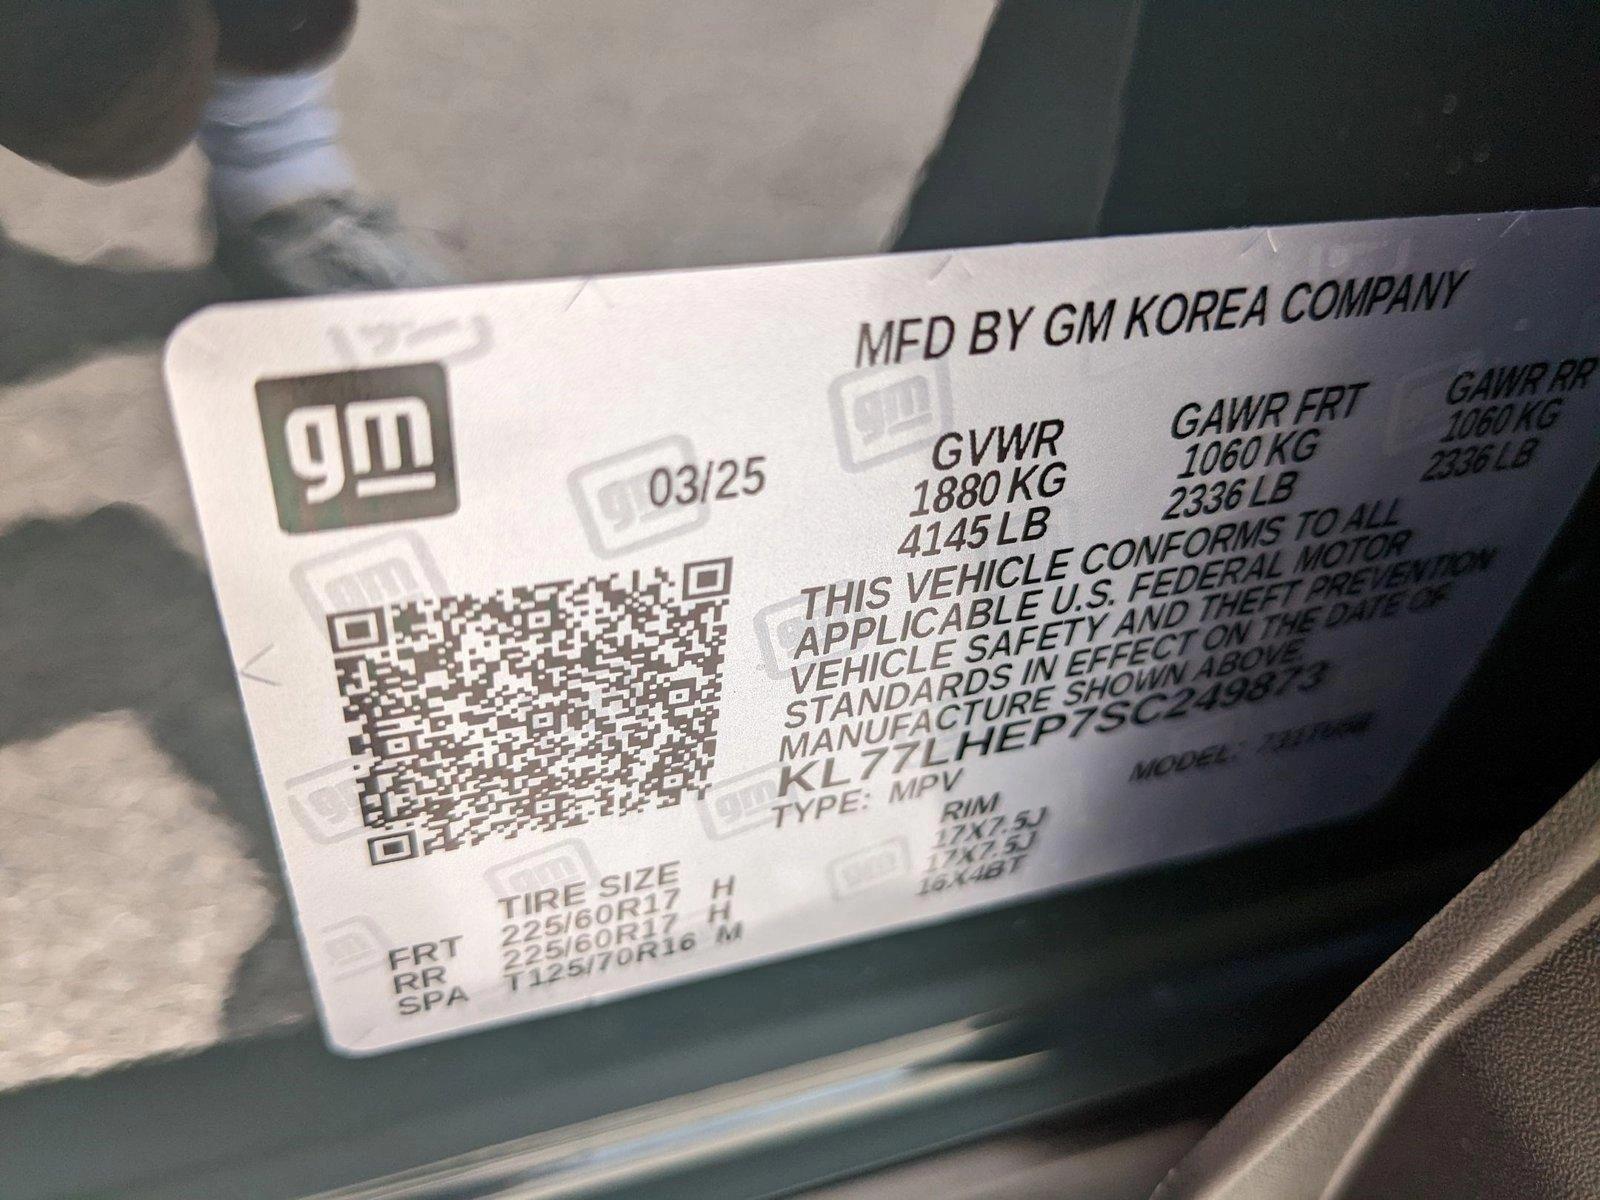 gm
MFD BY GM KOREA COMPANY
03/25
GVWR GAWR FRT GAWR RR
1880 KG 1060 KG 1060 KG
4145 LB 2336 LB 2336 LB
THIS VEHICLE CONFORMS TO ALL
APPLICABLE U.S. FEDERAL MOTOR
VEHICLE SAFETY AND THEFT PREVENTION
STANDARDS IN EFFECT ON THE DATE OF
MANUFACTURE SHOWN ABOVE.
KL77LHEP7SC249873
TYPE: MPV MODEL:
TIRE SIZE RIM
FRT 225/60R17 H 17X7.5J
RR 225/60R17 H 17X7.5J
SPA T125/70R16 M 16X4BT